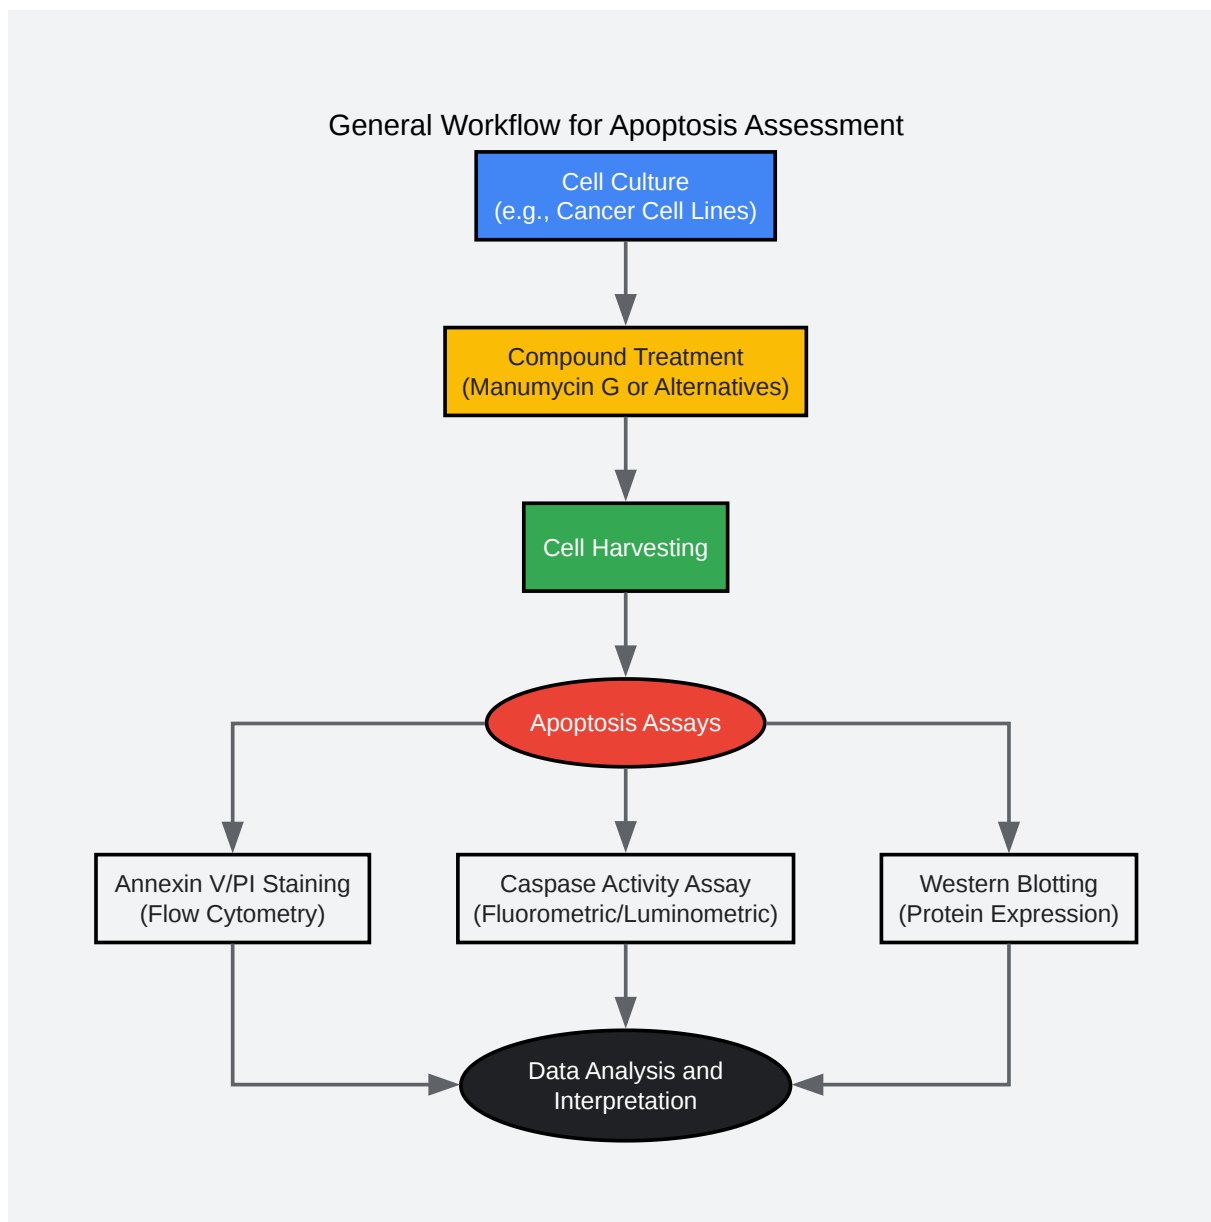 General Workflow for Apoptosis Assessment
Cell Culture
(e.g., Cancer Cell Lines)
Compound Treatment
(Manumycin G or Alternatives)
Cell Harvesting
Apoptosis Assays
Annexin V/PI Staining
(Flow Cytometry)
Caspase Activity Assay
(Fluorometric/Luminometric)
Western Blotting
(Protein Expression)
Data Analysis and
Interpretation